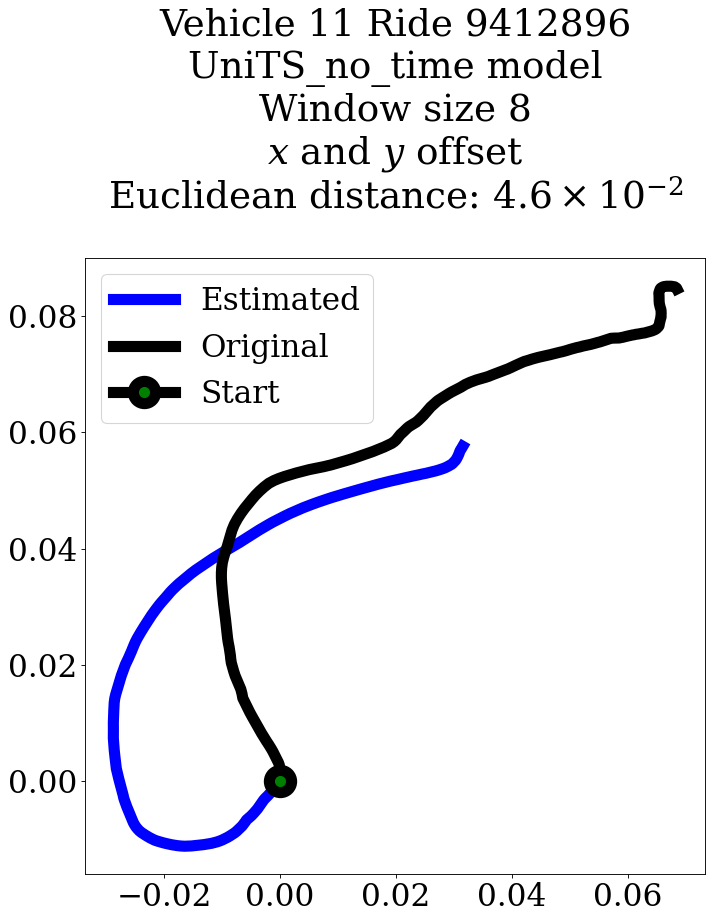 Vehicle 11 Ride 9412896
UniTS_no_time model
Window size 8
x and y offset
Euclidean distance: 4.6 × 10⁻²
Estimated
Original
Start
0.08
0.06
0.04
0.02
0.00
−0.02 0.00 0.02 0.04 0.06